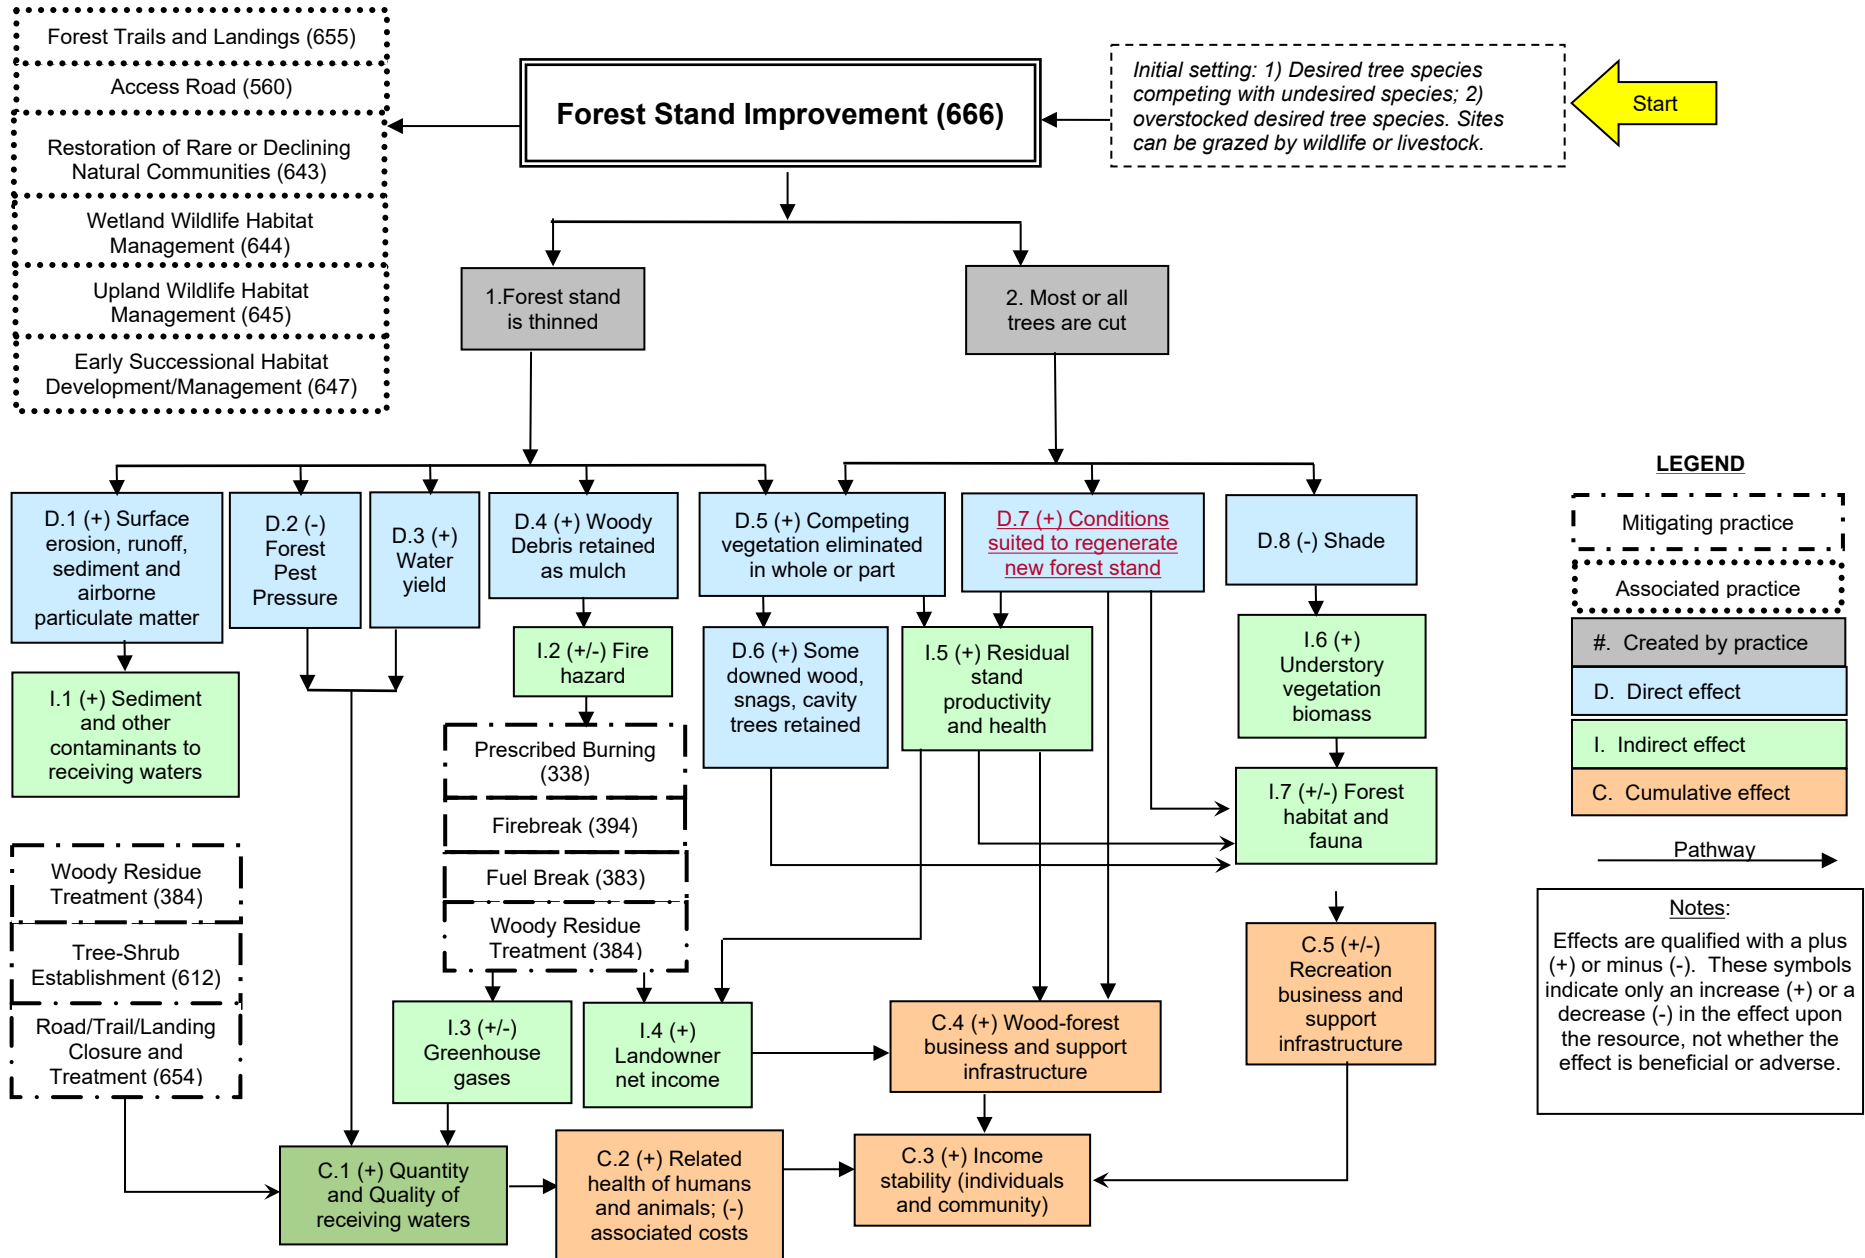 Forest Trails and Landings (655)
Access Road (560)
Restoration of Rare or Declining
Natural Communities (643)
Wetland Wildlife Habitat
Management (644)
Upland Wildlife Habitat
Management (645)
Early Successional Habitat
Development/Management (647)
Forest Stand Improvement (666)
Initial setting: 1) Desired tree species
competing with undesired species; 2)
overstocked desired tree species. Sites
can be grazed by wildlife or livestock.
Start
1.Forest stand
is thinned
2. Most or all
trees are cut
D.1 (+) Surface
erosion, runoff,
sediment and
airborne
particulate matter
D.2 (-)
Forest
Pest
Pressure
D.3 (+)
Water
yield
D.4 (+) Woody
Debris retained
as mulch
D.5 (+) Competing
vegetation eliminated
in whole or part
D.7 (+) Conditions
suited to regenerate
new forest stand
D.8 (-) Shade
I.1 (+) Sediment
and other
contaminants to
receiving waters
I.2 (+/-) Fire
hazard
D.6 (+) Some
downed wood,
snags, cavity
trees retained
I.5 (+) Residual
stand
productivity
and health
I.6 (+)
Understory
vegetation
biomass
I.7 (+/-) Forest
habitat and
fauna
Prescribed Burning
(338)
Firebreak (394)
Fuel Break (383)
Woody Residue
Treatment (384)
Woody Residue
Treatment (384)
Tree-Shrub
Establishment (612)
Road/Trail/Landing
Closure and
Treatment (654)
I.3 (+/-)
Greenhouse
gases
I.4 (+)
Landowner
net income
C.4 (+) Wood-forest
business and support
infrastructure
C.5 (+/-)
Recreation
business and
support
infrastructure
C.1 (+) Quantity
and Quality of
receiving waters
C.2 (+) Related
health of humans
and animals; (-)
associated costs
C.3 (+) Income
stability (individuals
and community)
LEGEND
Mitigating practice
Associated practice
#. Created by practice
D. Direct effect
I. Indirect effect
C. Cumulative effect
Pathway
Notes:
Effects are qualified with a plus
(+) or minus (-). These symbols
indicate only an increase (+) or a
decrease (-) in the effect upon
the resource, not whether the
effect is beneficial or adverse.